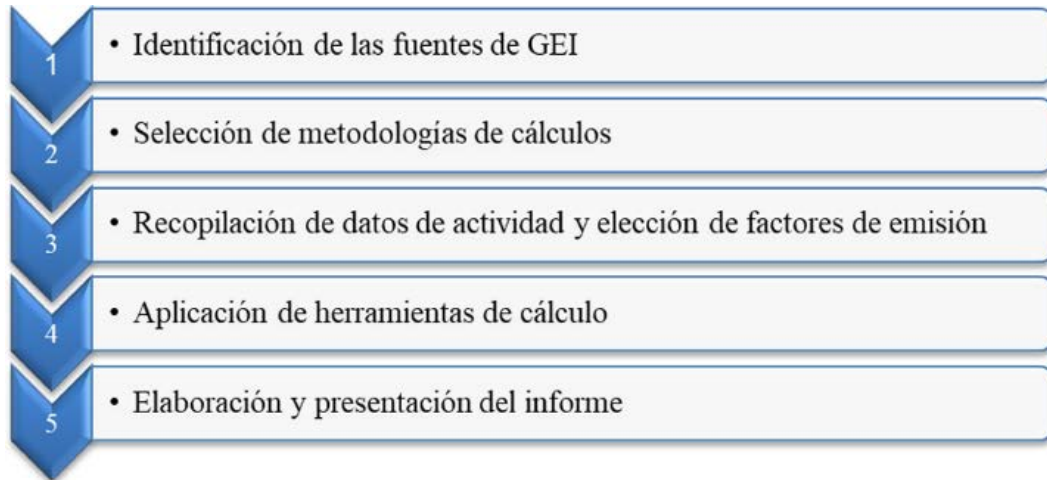 1 • Identificación de las fuentes de GEI
2 • Selección de metodologías de cálculos
3 • Recopilación de datos de actividad y elección de factores de emisión
4 • Aplicación de herramientas de cálculo
5 • Elaboración y presentación del informe